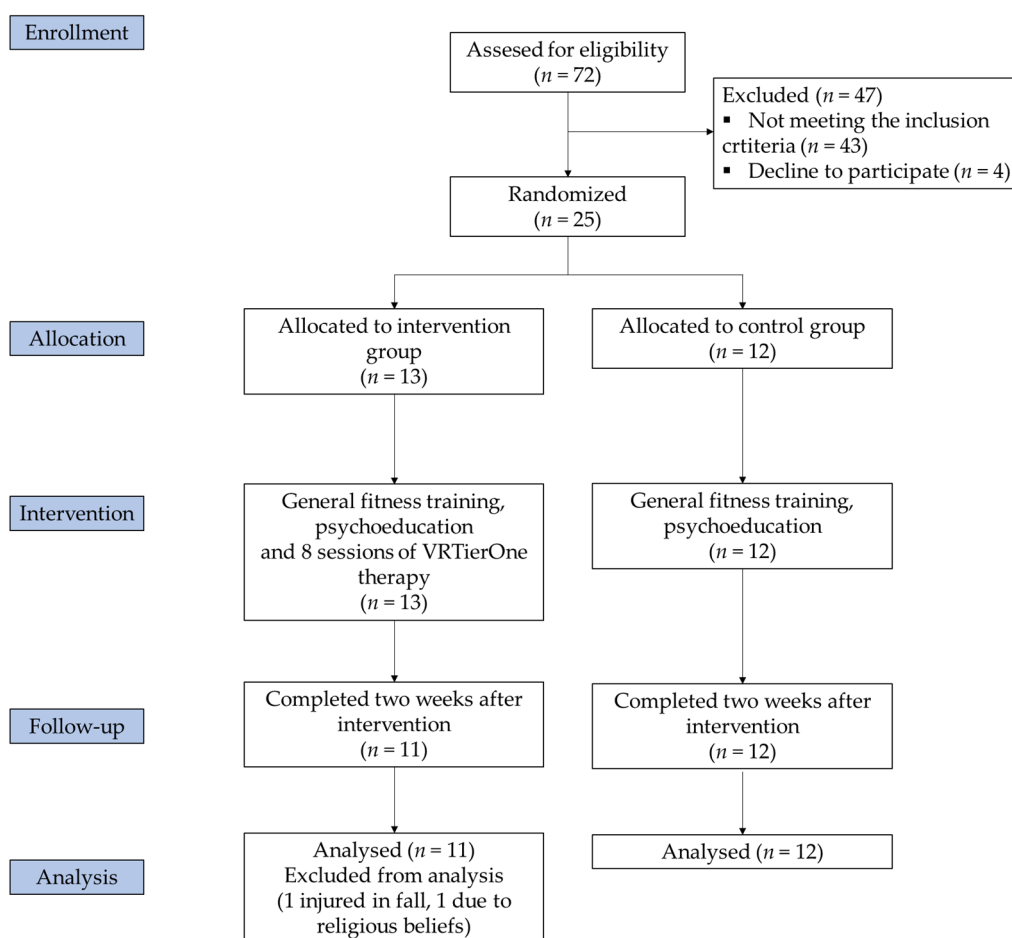 Enrollment
Assesed for eligibility
(n = 72)
Excluded (n = 47)
▪ Not meeting the inclusion
crtiteria (n = 43)
▪ Decline to participate (n = 4)
Randomized
(n = 25)
Allocation
Allocated to intervention
group
(n = 13)
Allocated to control group
(n = 12)
Intervention
General fitness training,
psychoeducation
and 8 sessions of VRTierOne
therapy
(n = 13)
General fitness training,
psychoeducation
(n = 12)
Follow-up
Completed two weeks after
intervention
(n = 11)
Completed two weeks after
intervention
(n = 12)
Analysis
Analysed (n = 11)
Excluded from analysis
(1 injured in fall, 1 due to
religious beliefs)
Analysed (n = 12)